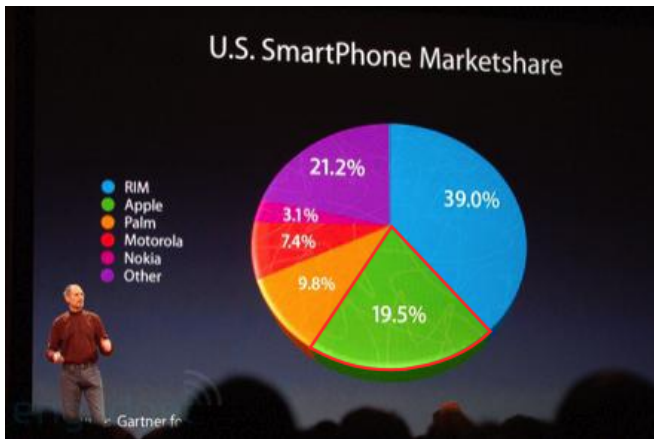 U.S. SmartPhone Marketshare
RIM
Apple
Palm
Motorola
Nokia
Other
21.2%
39.0%
3.1%
7.4%
9.8%
19.5%
Gartner